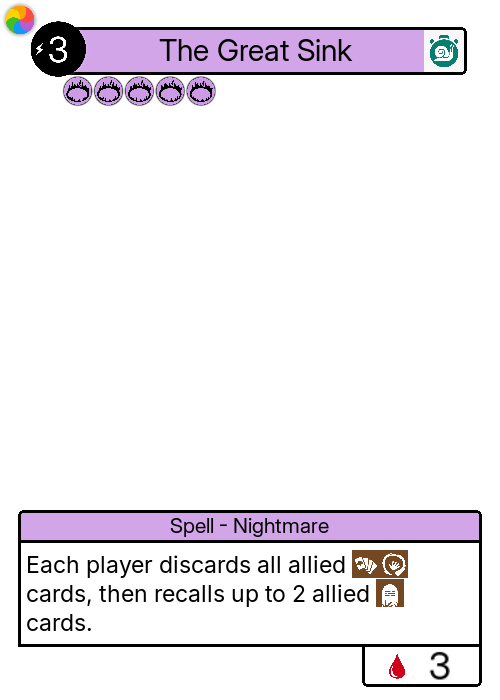 3
The Great Sink
Spell - Nightmare
Each player discards all allied
cards, then recalls up to 2 allied
cards.
3